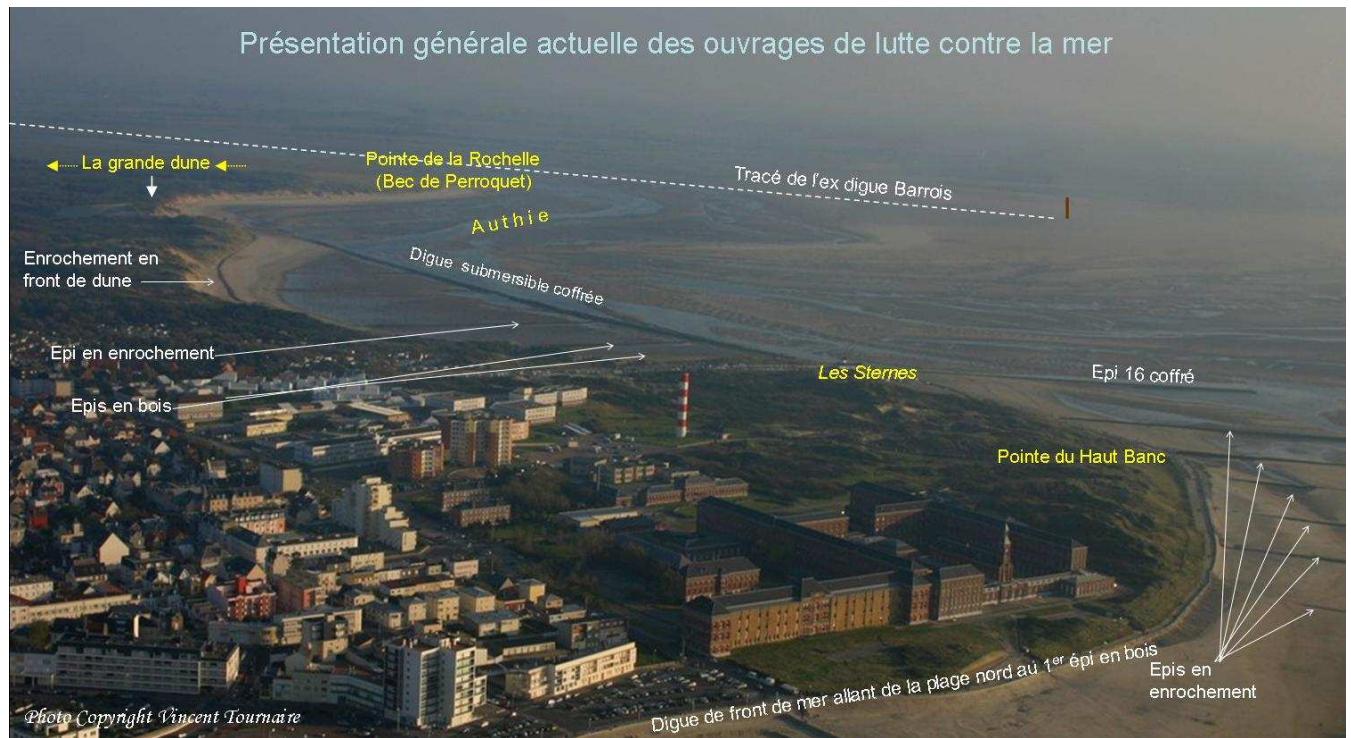 Présentation générale actuelle des ouvrages de lutte contre la mer
La grande dune
Pointe de la Rochelle
(Bec de Perroquet)
Tracé de l'ex digue Barrois
Authie
Enrochement en
front de dune
Digue submersible coffrée
Epi en enrochement
Les Sternes
Epi 16 coffré
Epis en bois
Pointe du Haut Banc
Digue de front de mer allant de la plage nord au 1er épi en bois
Epis en
enrochement
Photo Copyright Vincent Tournaire